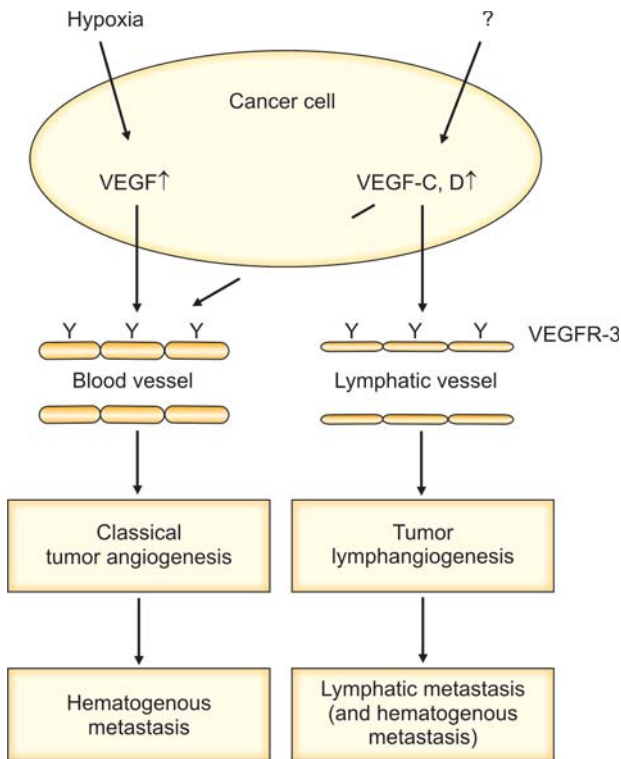 Hypoxia
?
Cancer cell
VEGF↑
VEGF-C, D↑
Y Y Y
Y Y Y
VEGFR-3
Blood vessel
Lymphatic vessel
Classical
tumor angiogenesis
Tumor
lymphangiogenesis
Hematogenous
metastasis
Lymphatic metastasis
(and hematogenous
metastasis)